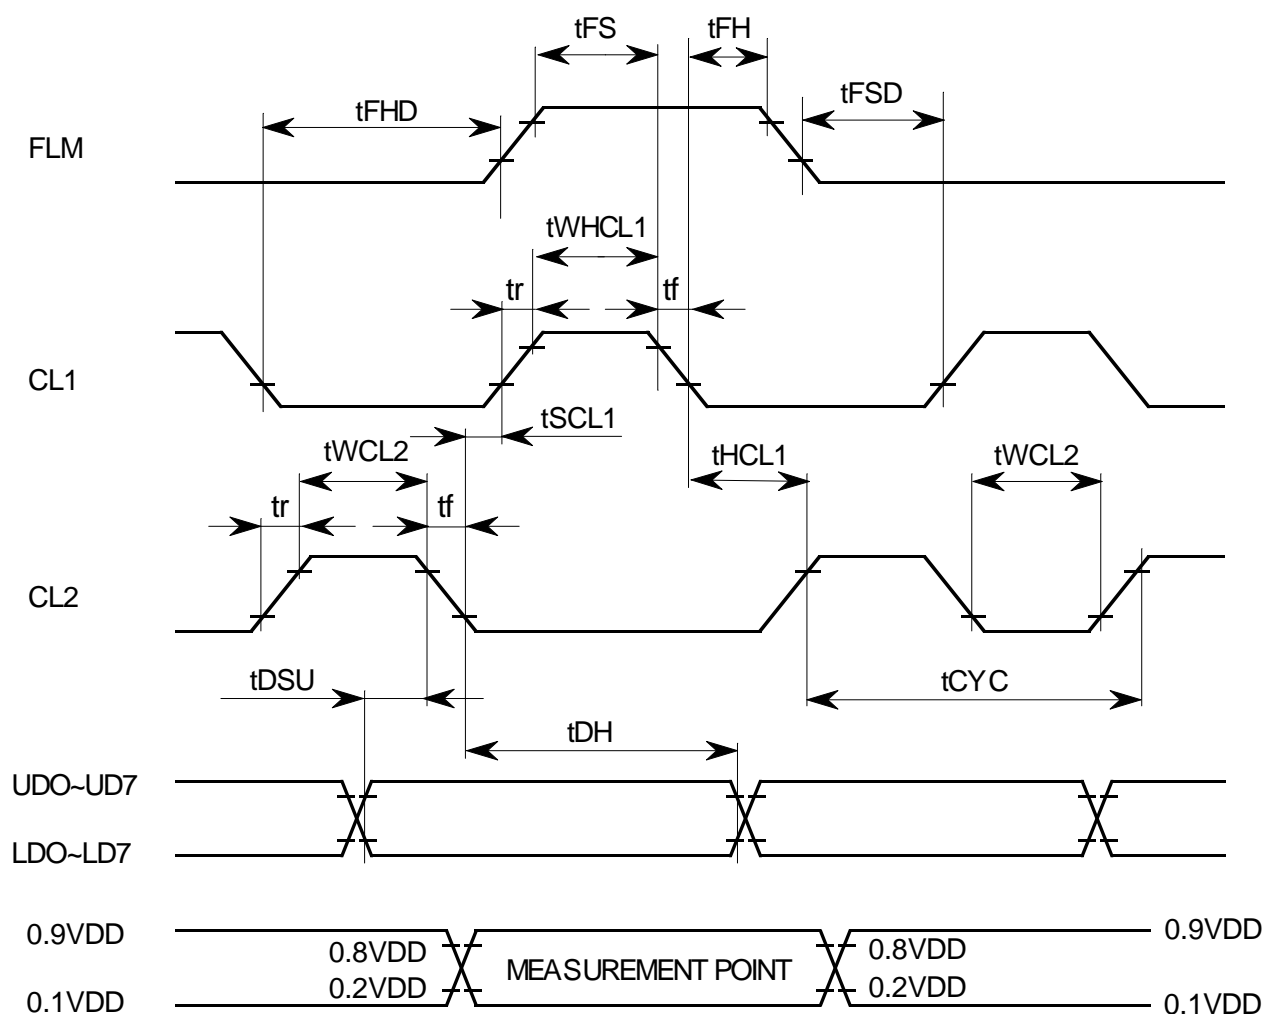 tFS
tFH
tFHD
tFSD
FLM
tWHCL1
tr
tf
CL1
tSCL1
tWCL2
tHCL1
tWCL2
tr
tf
CL2
tDSU
tCYC
tDH
UDO~UD7
LDO~LD7
0.9VDD
0.9VDD
0.8VDD
0.8VDD
MEASUREMENT POINT
0.2VDD
0.2VDD
0.1VDD
0.1VDD